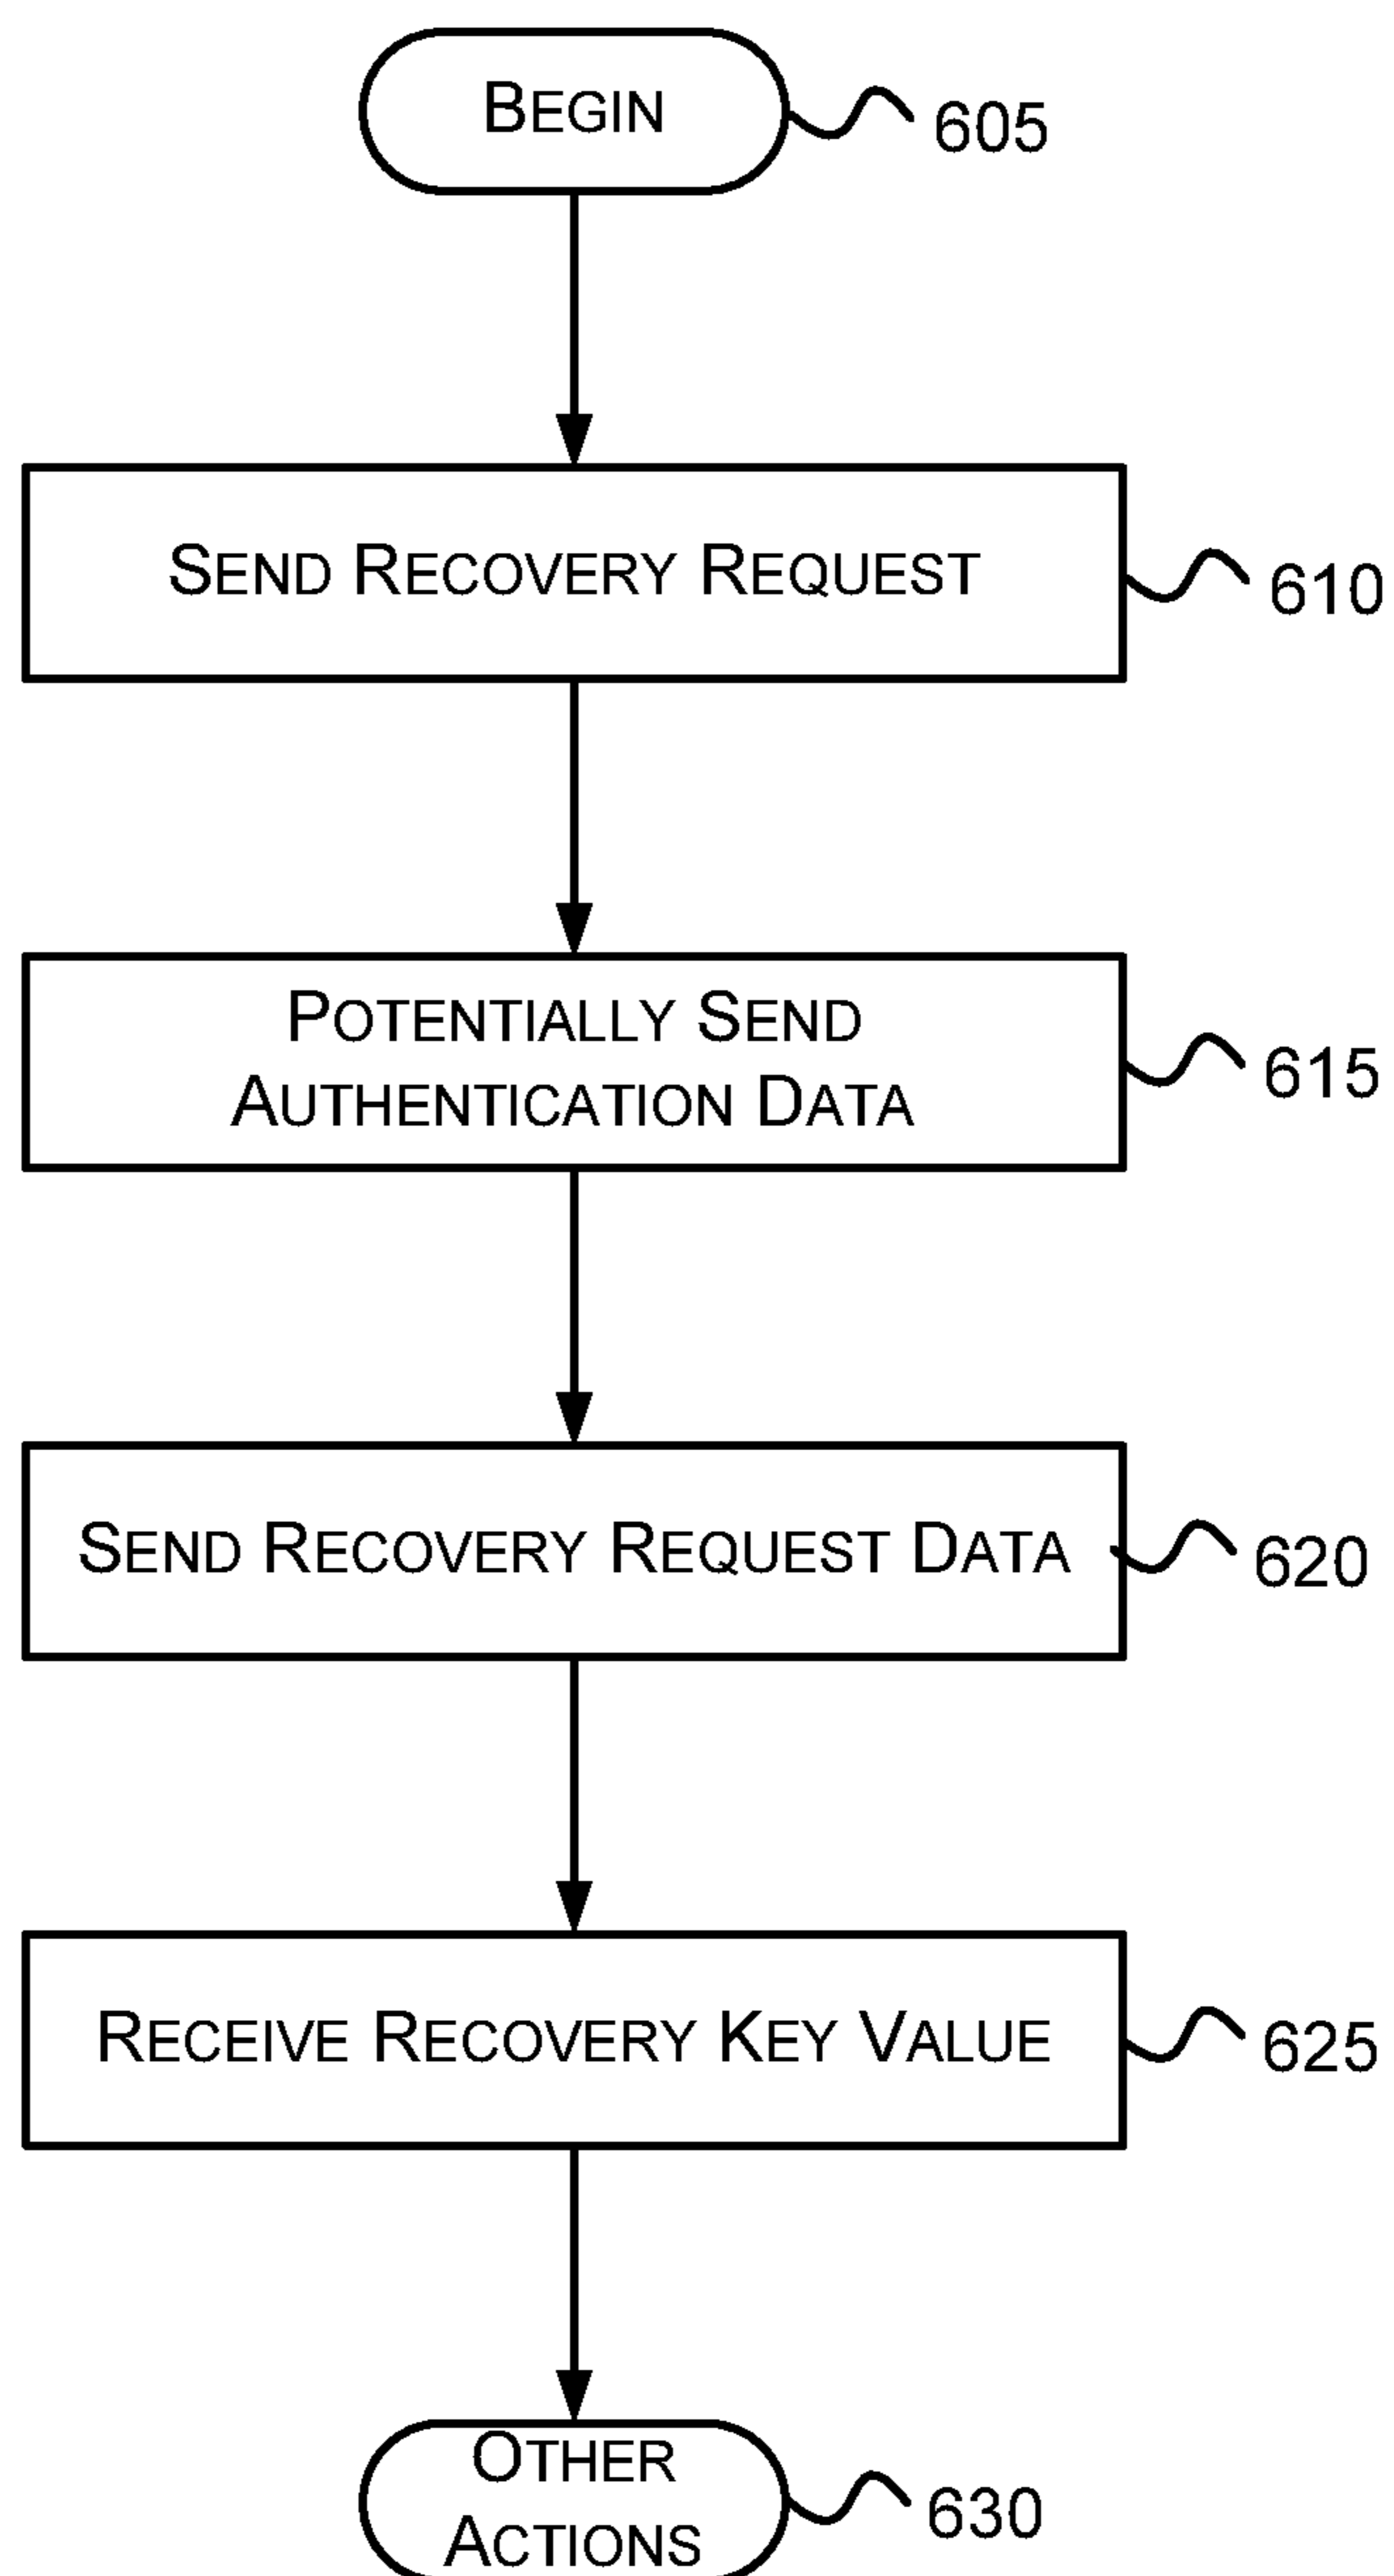 BEGIN
605
SEND RECOVERY REQUEST
610
POTENTIALLY SEND
AUTHENTICATION DATA
615
SEND RECOVERY REQUEST DATA
620
RECEIVE RECOVERY KEY VALUE
625
OTHER
ACTIONS
630